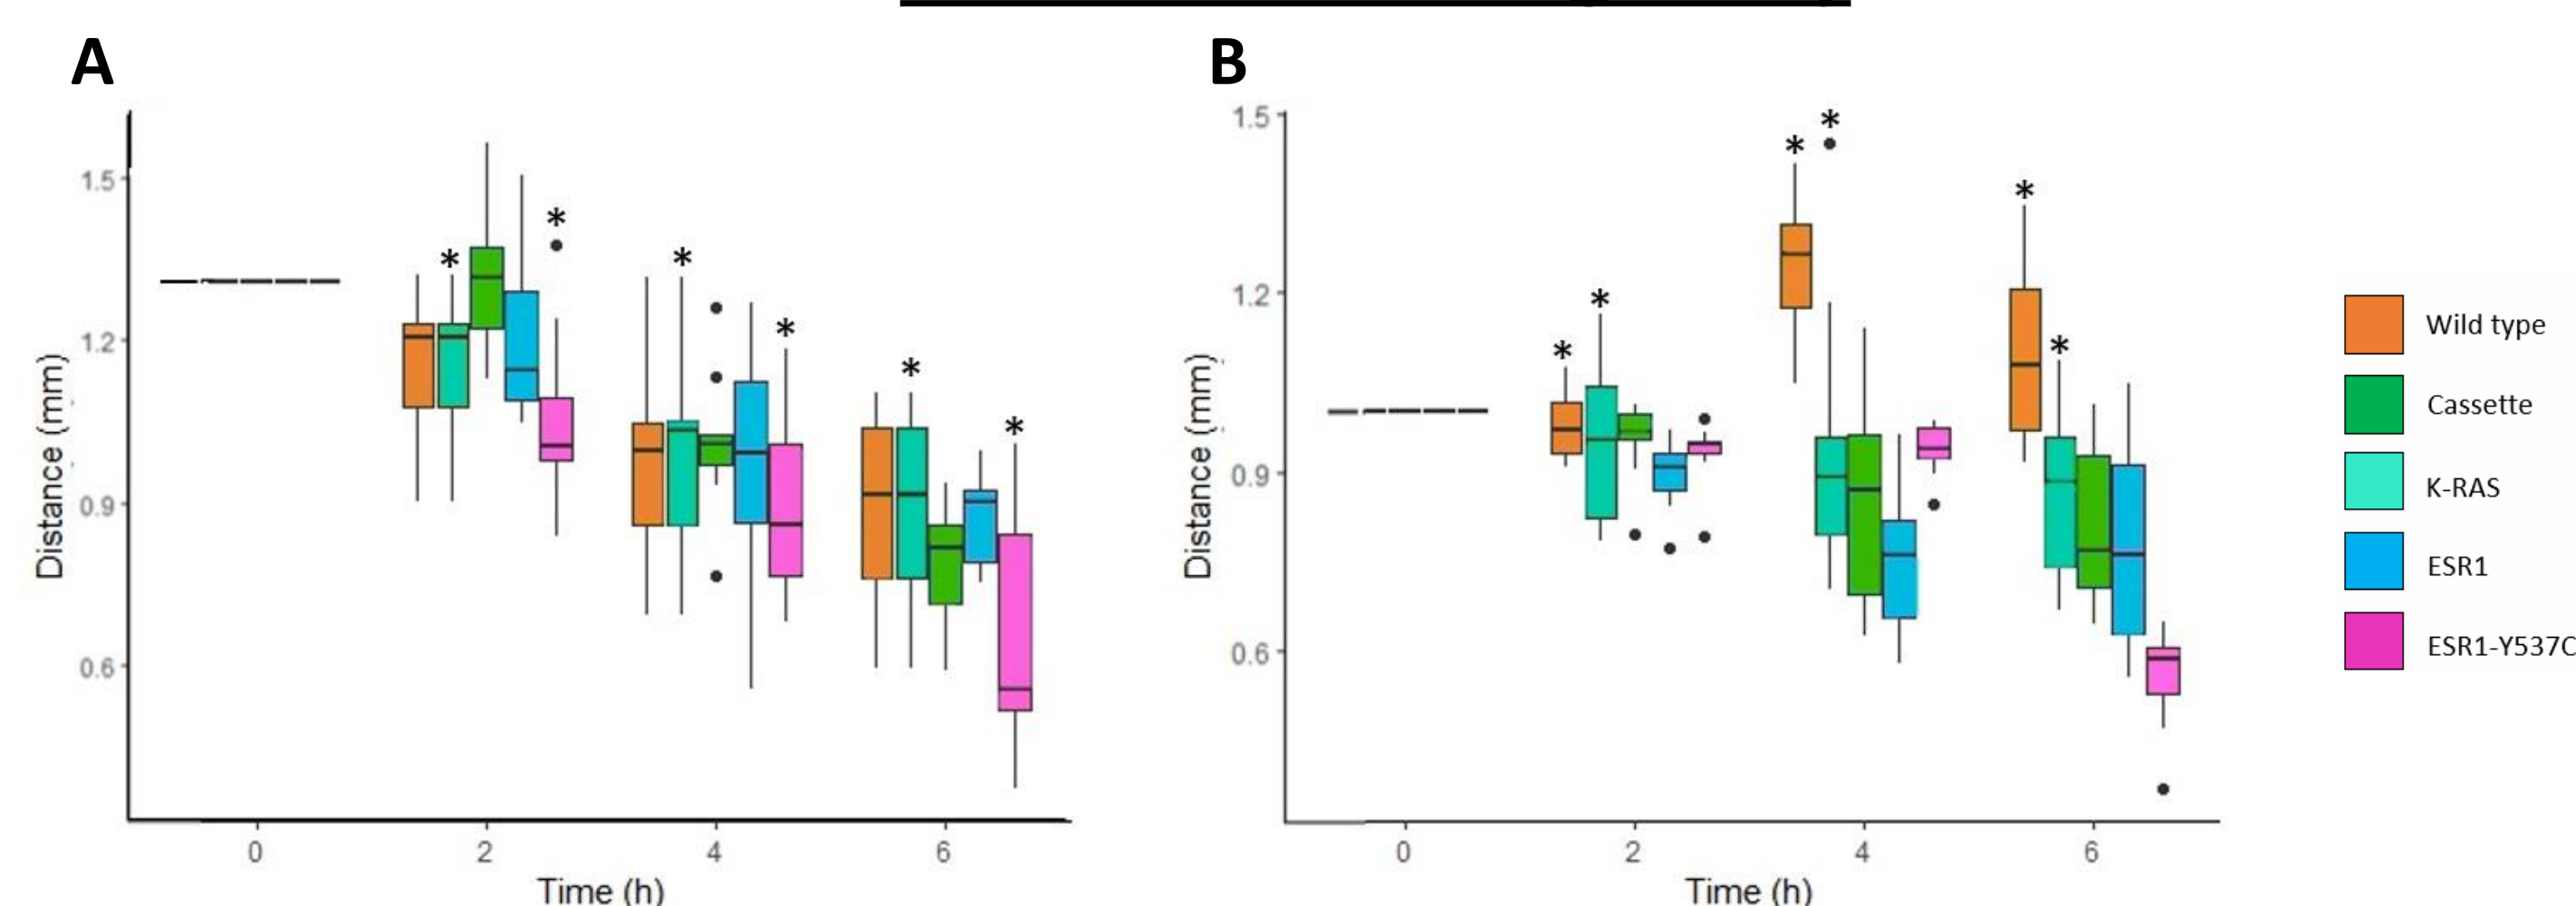 A
B
Distance (mm)
1.5
1.2
0.9
0.6
* * * * * *
0 2 4 6
Time (h)
Distance (mm)
1.5
1.2
0.9
0.6
* * * * * *
0 2 4 6
Time (h)
Wild type
Cassette
K-RAS
ESR1
ESR1-Y537C